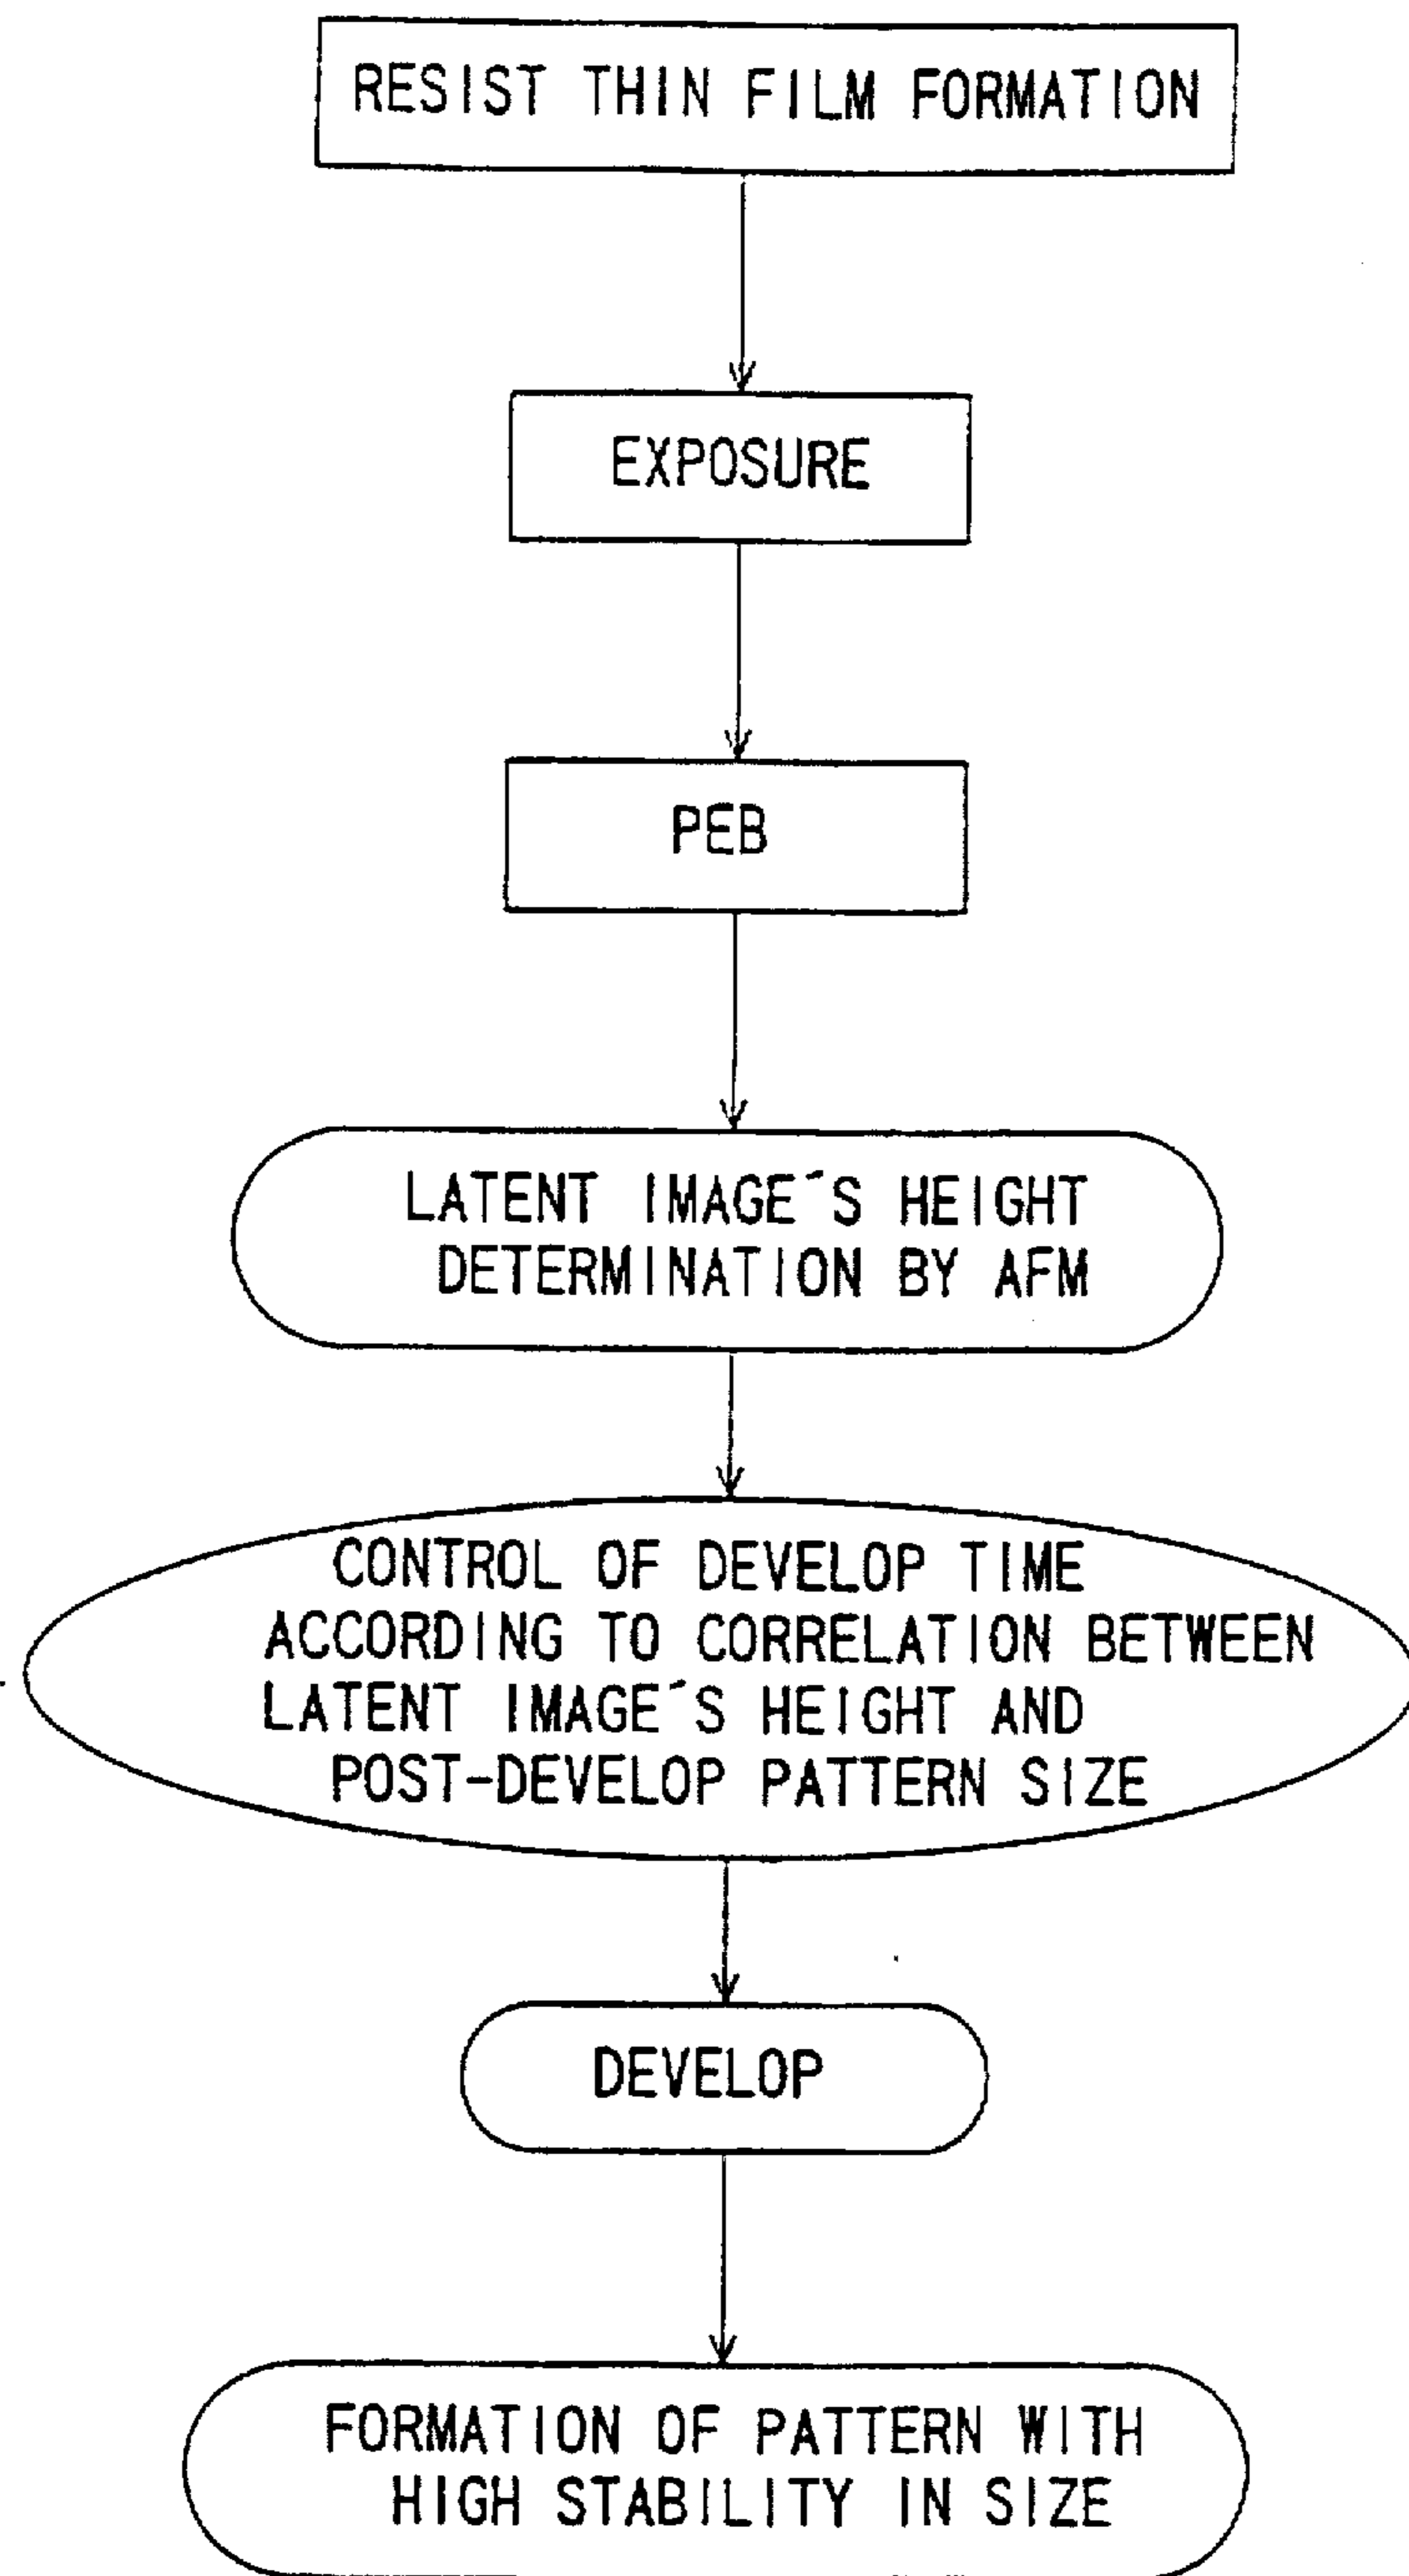 RESIST THIN FILM FORMATION
EXPOSURE
PEB
LATENT IMAGE´S HEIGHT
DETERMINATION BY AFM
CONTROL OF DEVELOP TIME
ACCORDING TO CORRELATION BETWEEN
LATENT IMAGE´S HEIGHT AND
POST-DEVELOP PATTERN SIZE
DEVELOP
FORMATION OF PATTERN WITH
HIGH STABILITY IN SIZE